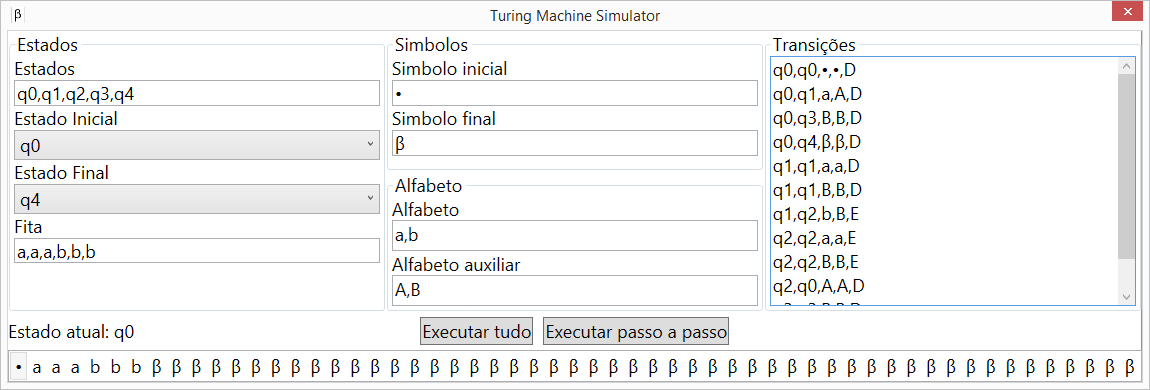 β
Turing Machine Simulator
Estados
Estados
q0,q1,q2,q3,q4
Estado Inicial
q0
Estado Final
q4
Fita
a,a,a,b,b,b
Simbolos
Simbolo inicial
•
Simbolo final
β
Alfabeto
Alfabeto
a,b
Alfabeto auxiliar
A,B
Transições
q0,q0,•,•,D
q0,q1,a,A,D
q0,q3,B,B,D
q0,q4,β,β,D
q1,q1,a,a,D
q1,q1,B,B,D
q1,q2,b,B,E
q2,q2,a,a,E
q2,q2,B,B,E
q2,q0,A,A,D
Estado atual: q0
Executar tudo
Executar passo a passo
• a a a b b b β β β β β β β β β β β β β β β β β β β β β β β β β β β β β β β β β β β β β β β β β β β β β β β β β β